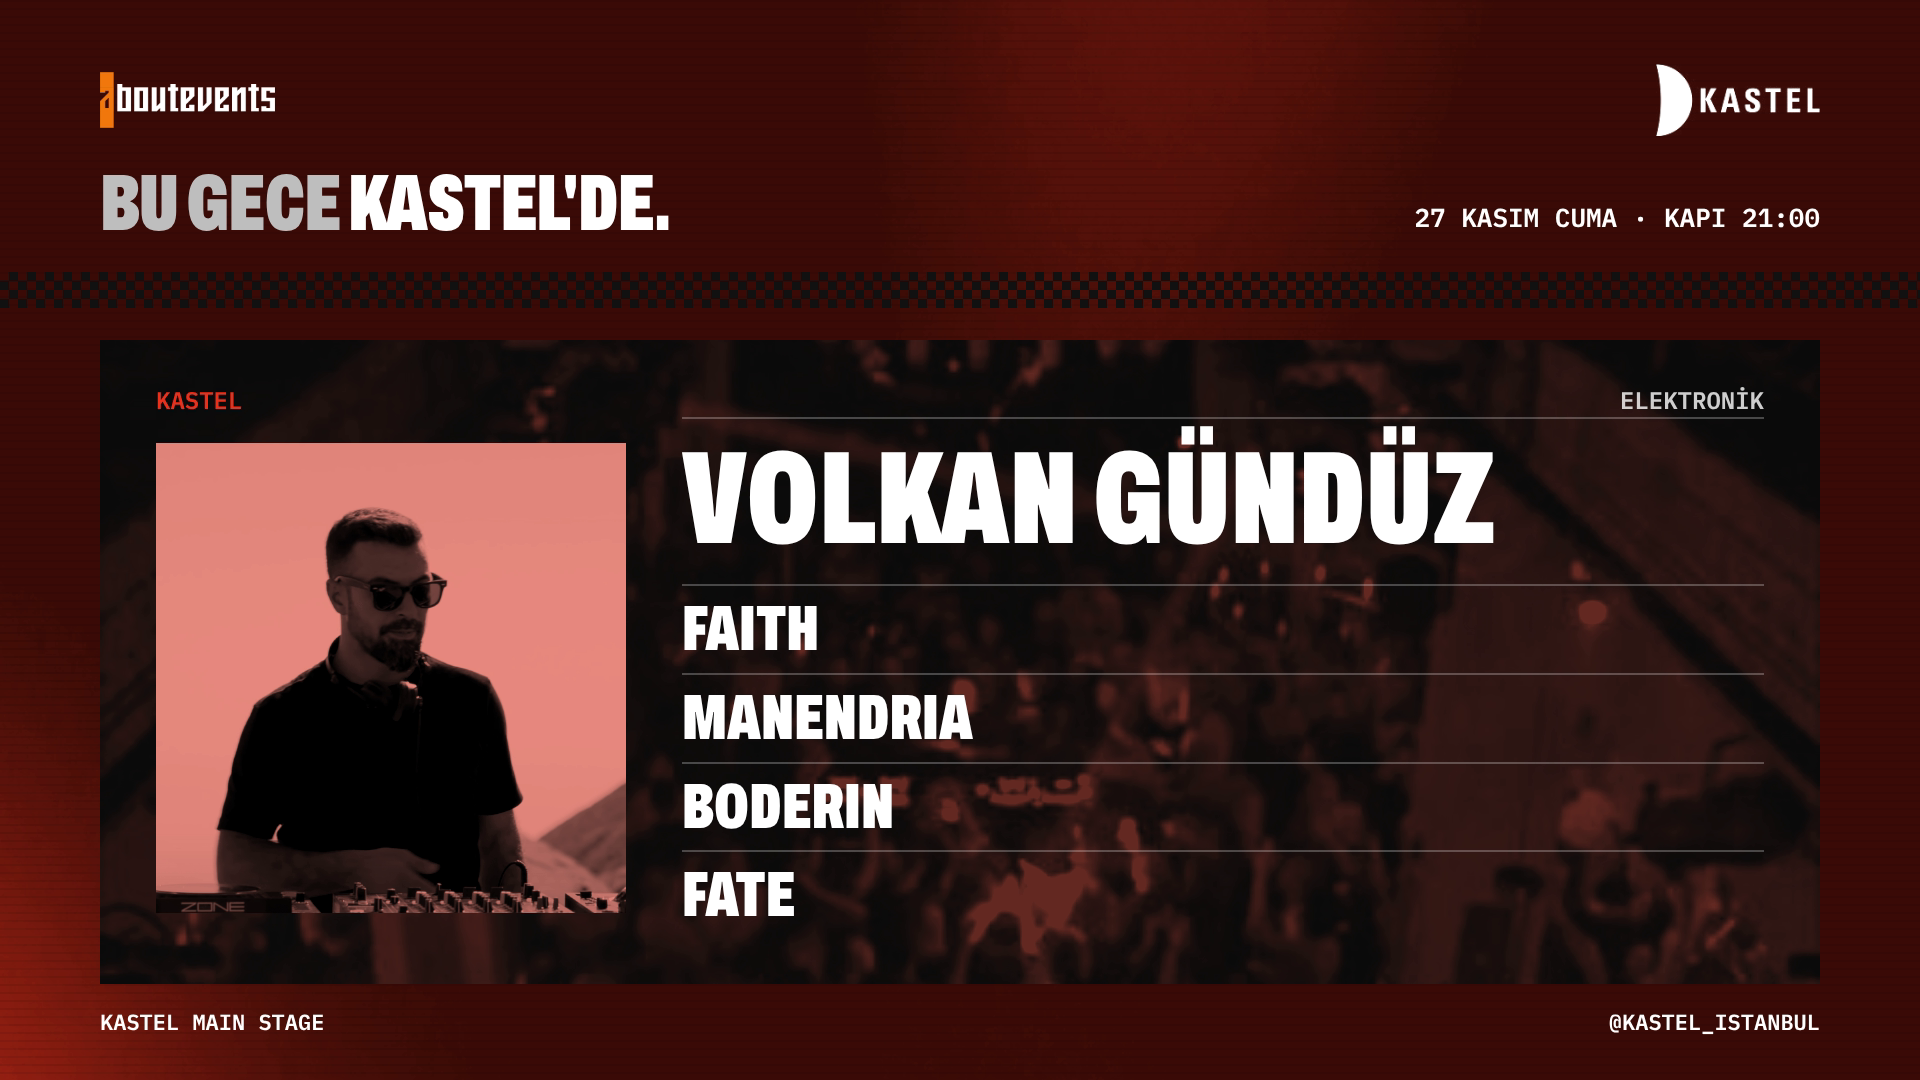 aboutevents
KASTEL
BU GECE KASTEL'DE.
27 KASIM CUMA · KAPI 21:00
KASTEL
ELEKTRONİK
VOLKAN GÜNDÜZ
FAITH
MANENDRIA
BODERIN
FATE
ZONE
KASTEL MAIN STAGE
@KASTEL_ISTANBUL